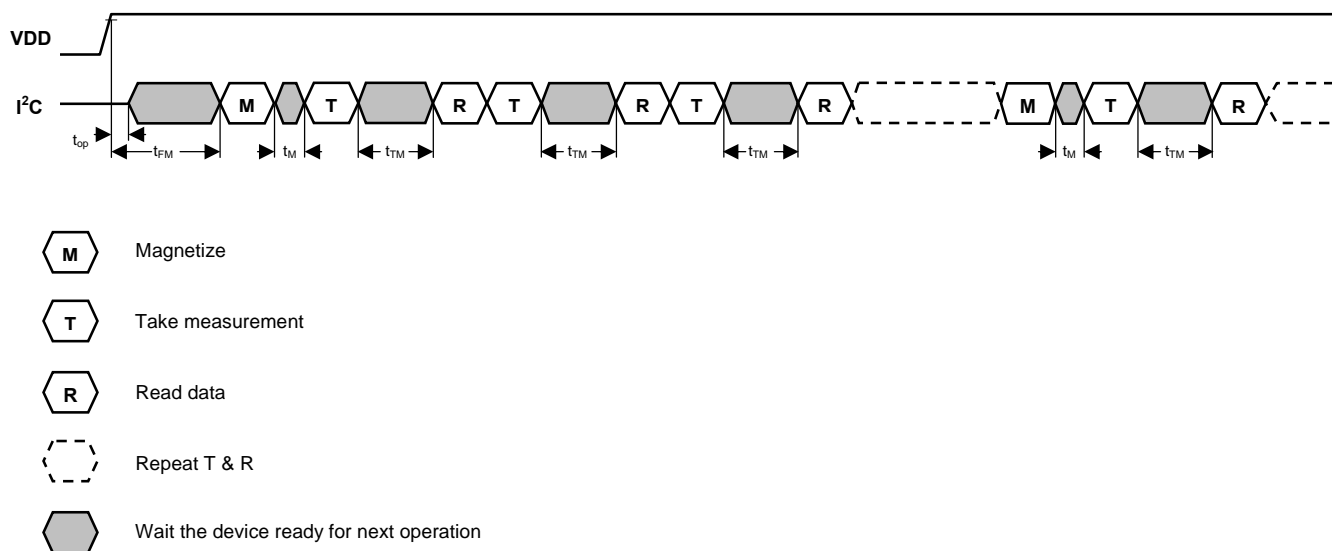 VDD
I²C
M T R T R T R M T R
t_op t_FM t_M t_TM t_TM t_TM t_M t_TM
M Magnetize
T Take measurement
R Read data
Repeat T & R
Wait the device ready for next operation